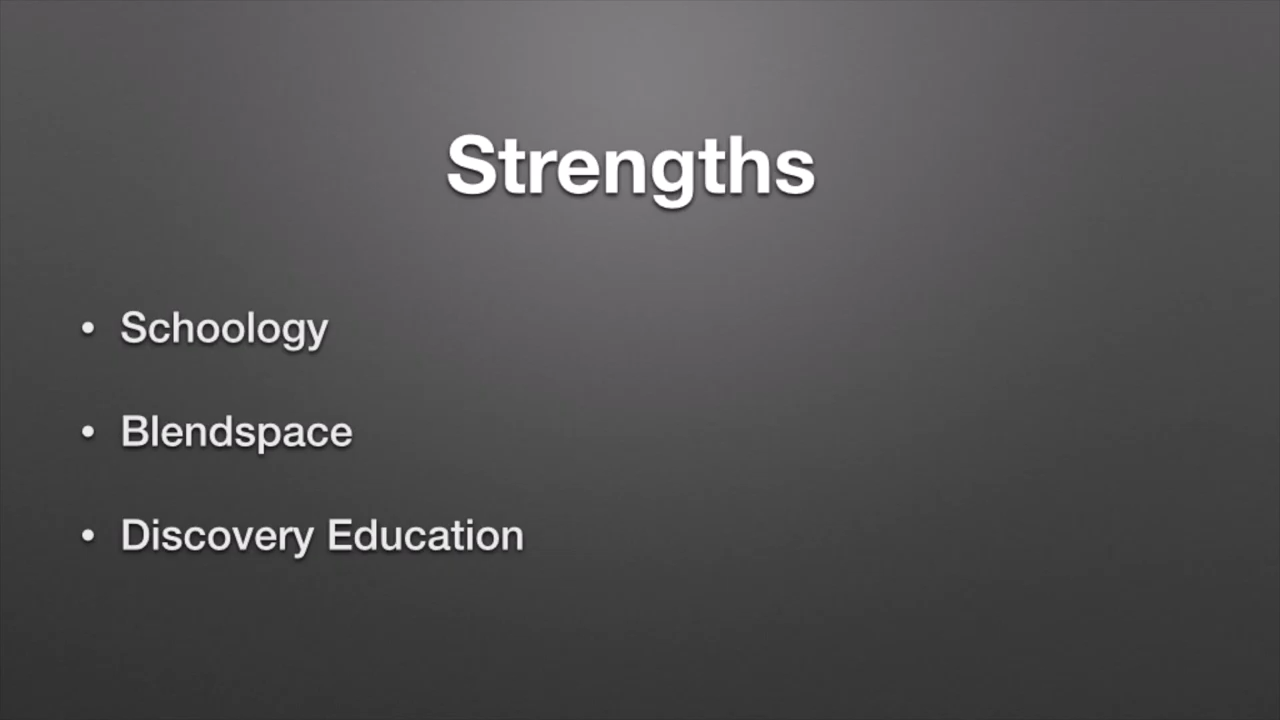 Strengths
• Schoology
• Blendspace
• Discovery Education